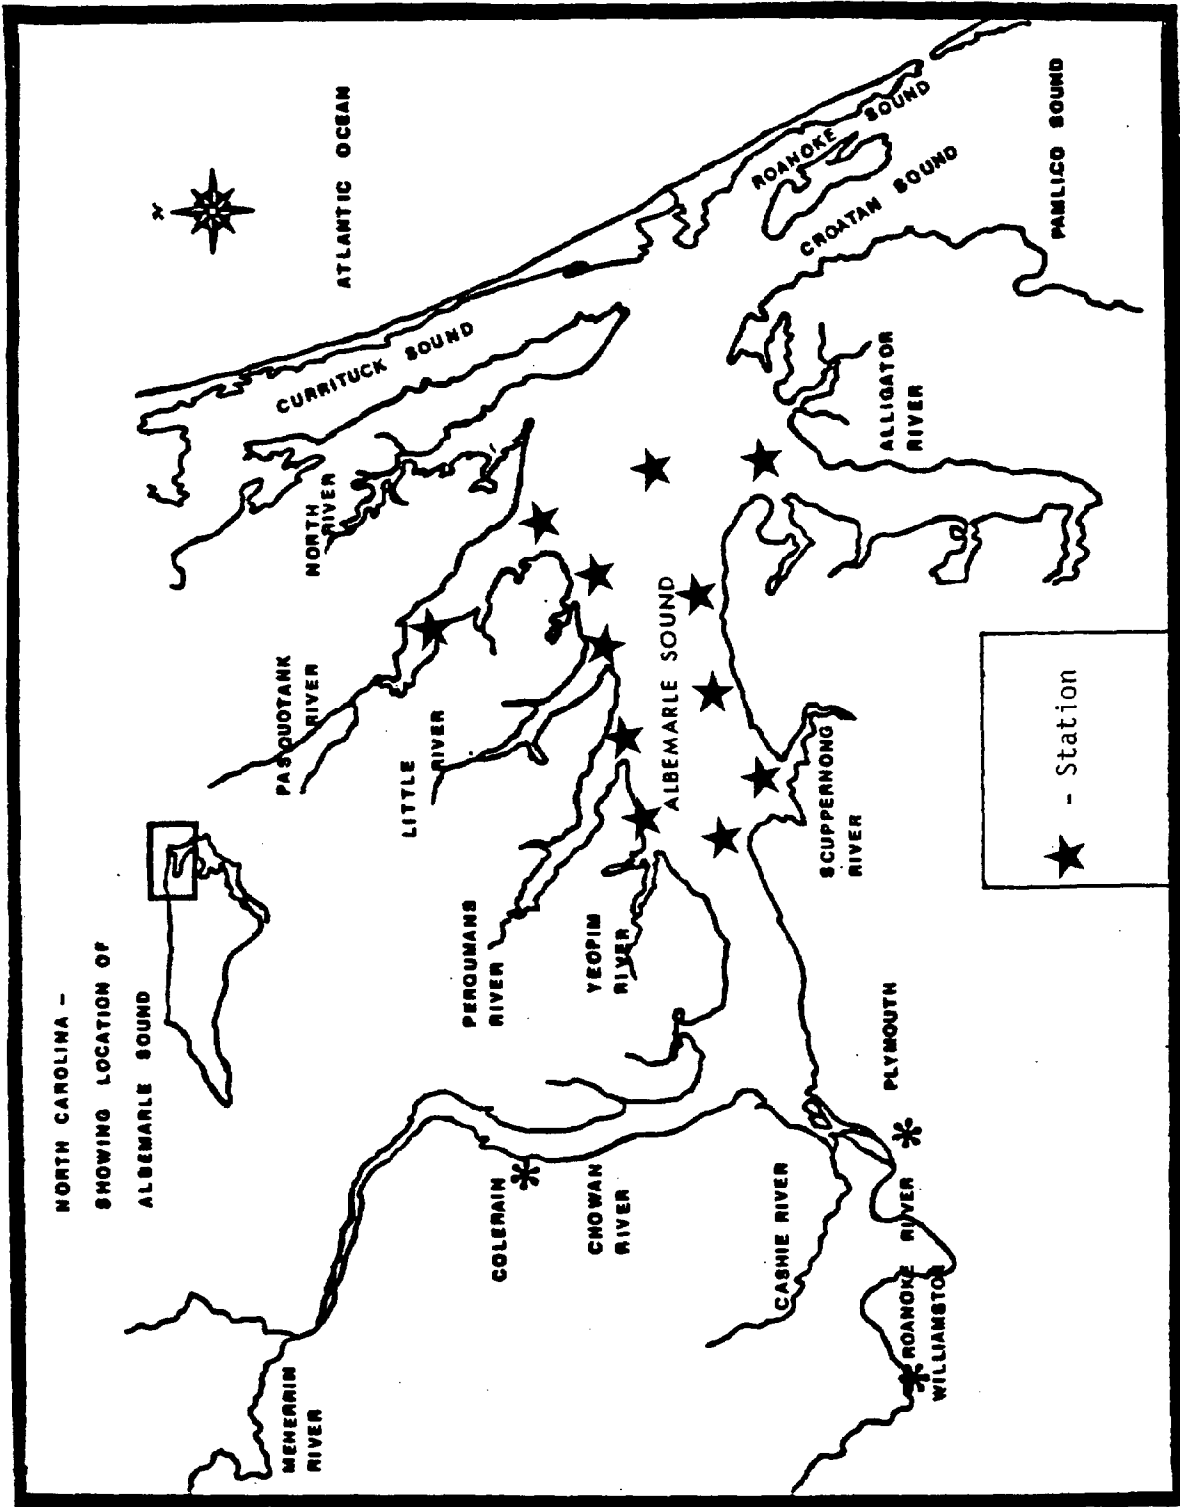 NORTH CAROLINA -
SHOWING LOCATION OF
ALBEMARLE SOUND
N
ATLANTIC OCEAN
MEHERRIN
RIVER
COLERAIN
CHOWAN
RIVER
CASHIE RIVER
ROANOKE RIVER
WILLIAMSTON
PLYMOUTH
PERQUMANS
RIVER
YEOPIM
RIVER
LITTLE
RIVER
PASQUOTANK
RIVER
NORTH
RIVER
CURRITUCK SOUND
ALBEMARLE SOUND
SCUPPERNONG
RIVER
ALLIGATOR
RIVER
ROANOKE SOUND
CROATAN SOUND
PAMLICO SOUND
- Station